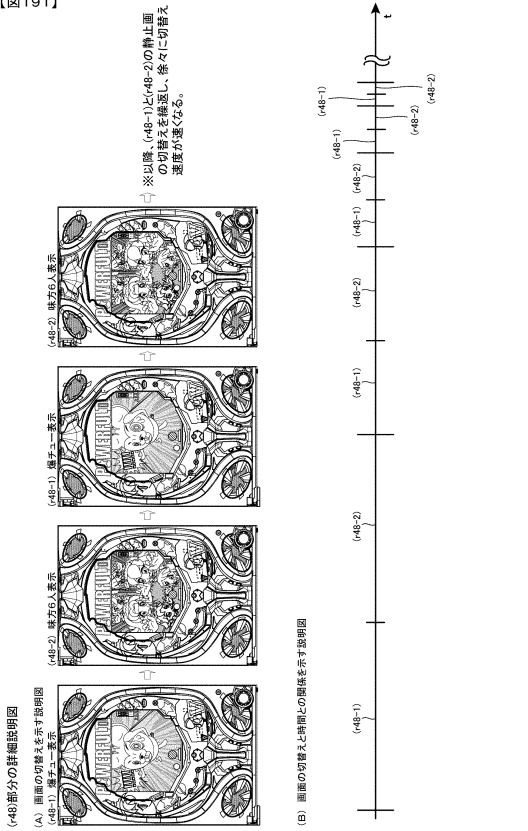 【図191】
(r48)部分の詳細説明図
(A) 画面の切替えを示す説明図
(r48-1) 爆チュー表示
(r48-2) 味方6人表示
(r48-1) 爆チュー表示
(r48-2) 味方6人表示
POWERFULL
POWERFULL
POWERFULL
POWERFULL
※以降、(r48-1)と(r48-2)の静止画
の切替えを繰返し、徐々に切替え
速度が速くなる。
(B) 画面の切替えと時間との関係を示す説明図
(r48-1)
(r48-2)
(r48-1)
(r48-2)
(r48-1)
(r48-2)
(r48-1)
(r48-2)
(r48-1)
(r48-2)
t